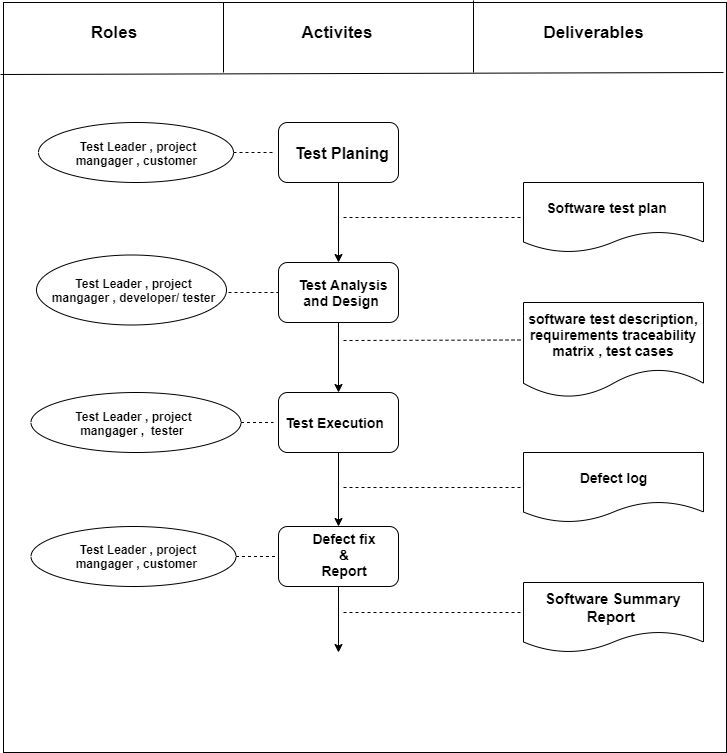 Roles
Activites
Deliverables
Test Leader , project
mangager , customer
Test Planing
Software test plan
Test Leader , project
mangager , developer/ tester
Test Analysis
and Design
software test description,
requirements traceability
matrix , test cases
Test Leader , project
mangager , tester
Test Execution
Defect log
Test Leader , project
mangager , customer
Defect fix
&
Report
Software Summary
Report